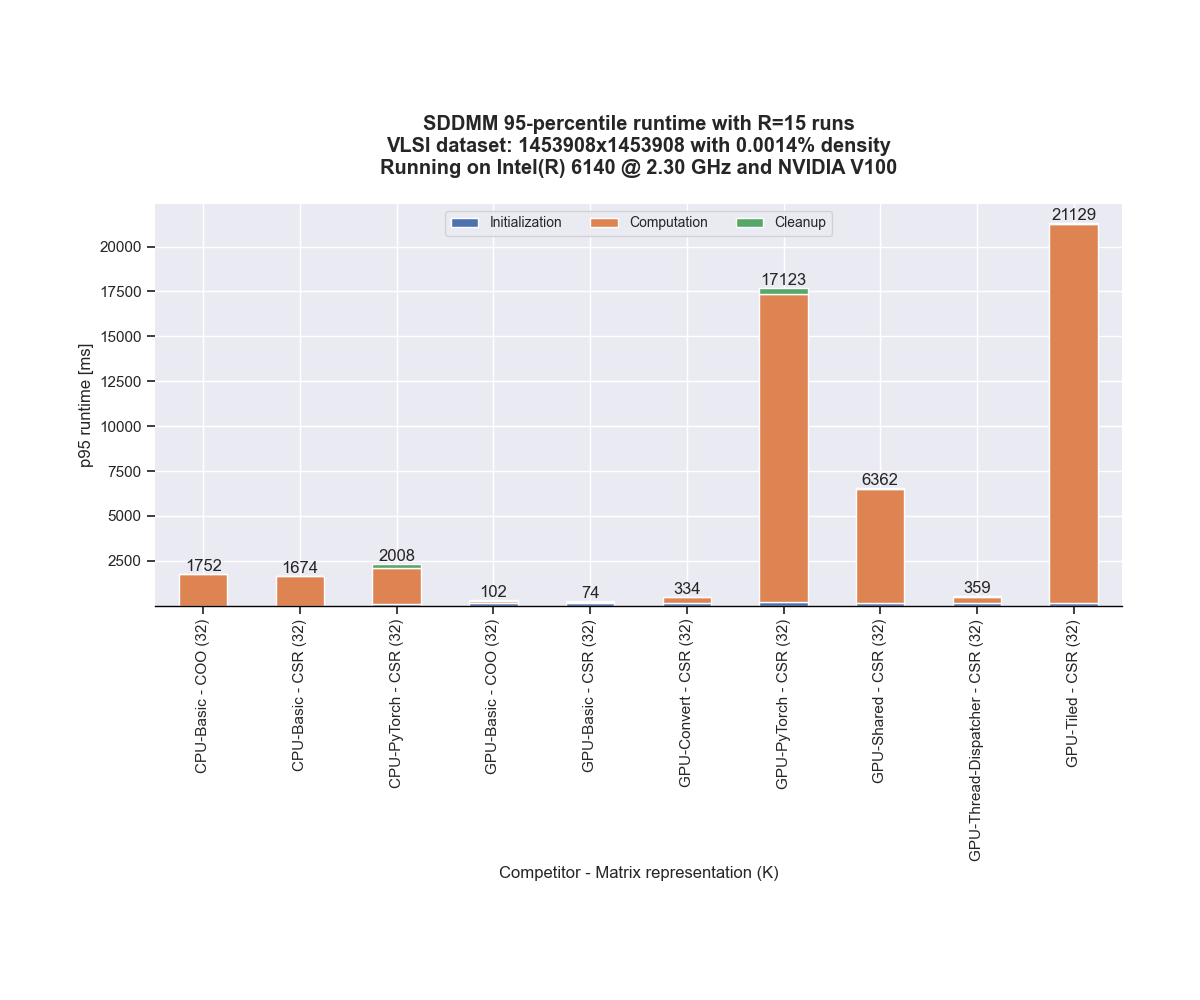 SDDMM 95-percentile runtime with R=15 runs
VLSI dataset: 1453908x1453908 with 0.0014% density
Running on Intel(R) 6140 @ 2.30 GHz and NVIDIA V100
Initialization
Computation
Cleanup
p95 runtime [ms]
20000
17500
15000
12500
10000
7500
5000
2500
1752
1674
2008
102
74
334
17123
6362
359
21129
CPU-Basic - COO (32)
CPU-Basic - CSR (32)
CPU-PyTorch - CSR (32)
GPU-Basic - COO (32)
GPU-Basic - CSR (32)
GPU-Convert - CSR (32)
GPU-PyTorch - CSR (32)
GPU-Shared - CSR (32)
GPU-Thread-Dispatcher - CSR (32)
GPU-Tiled - CSR (32)
Competitor - Matrix representation (K)